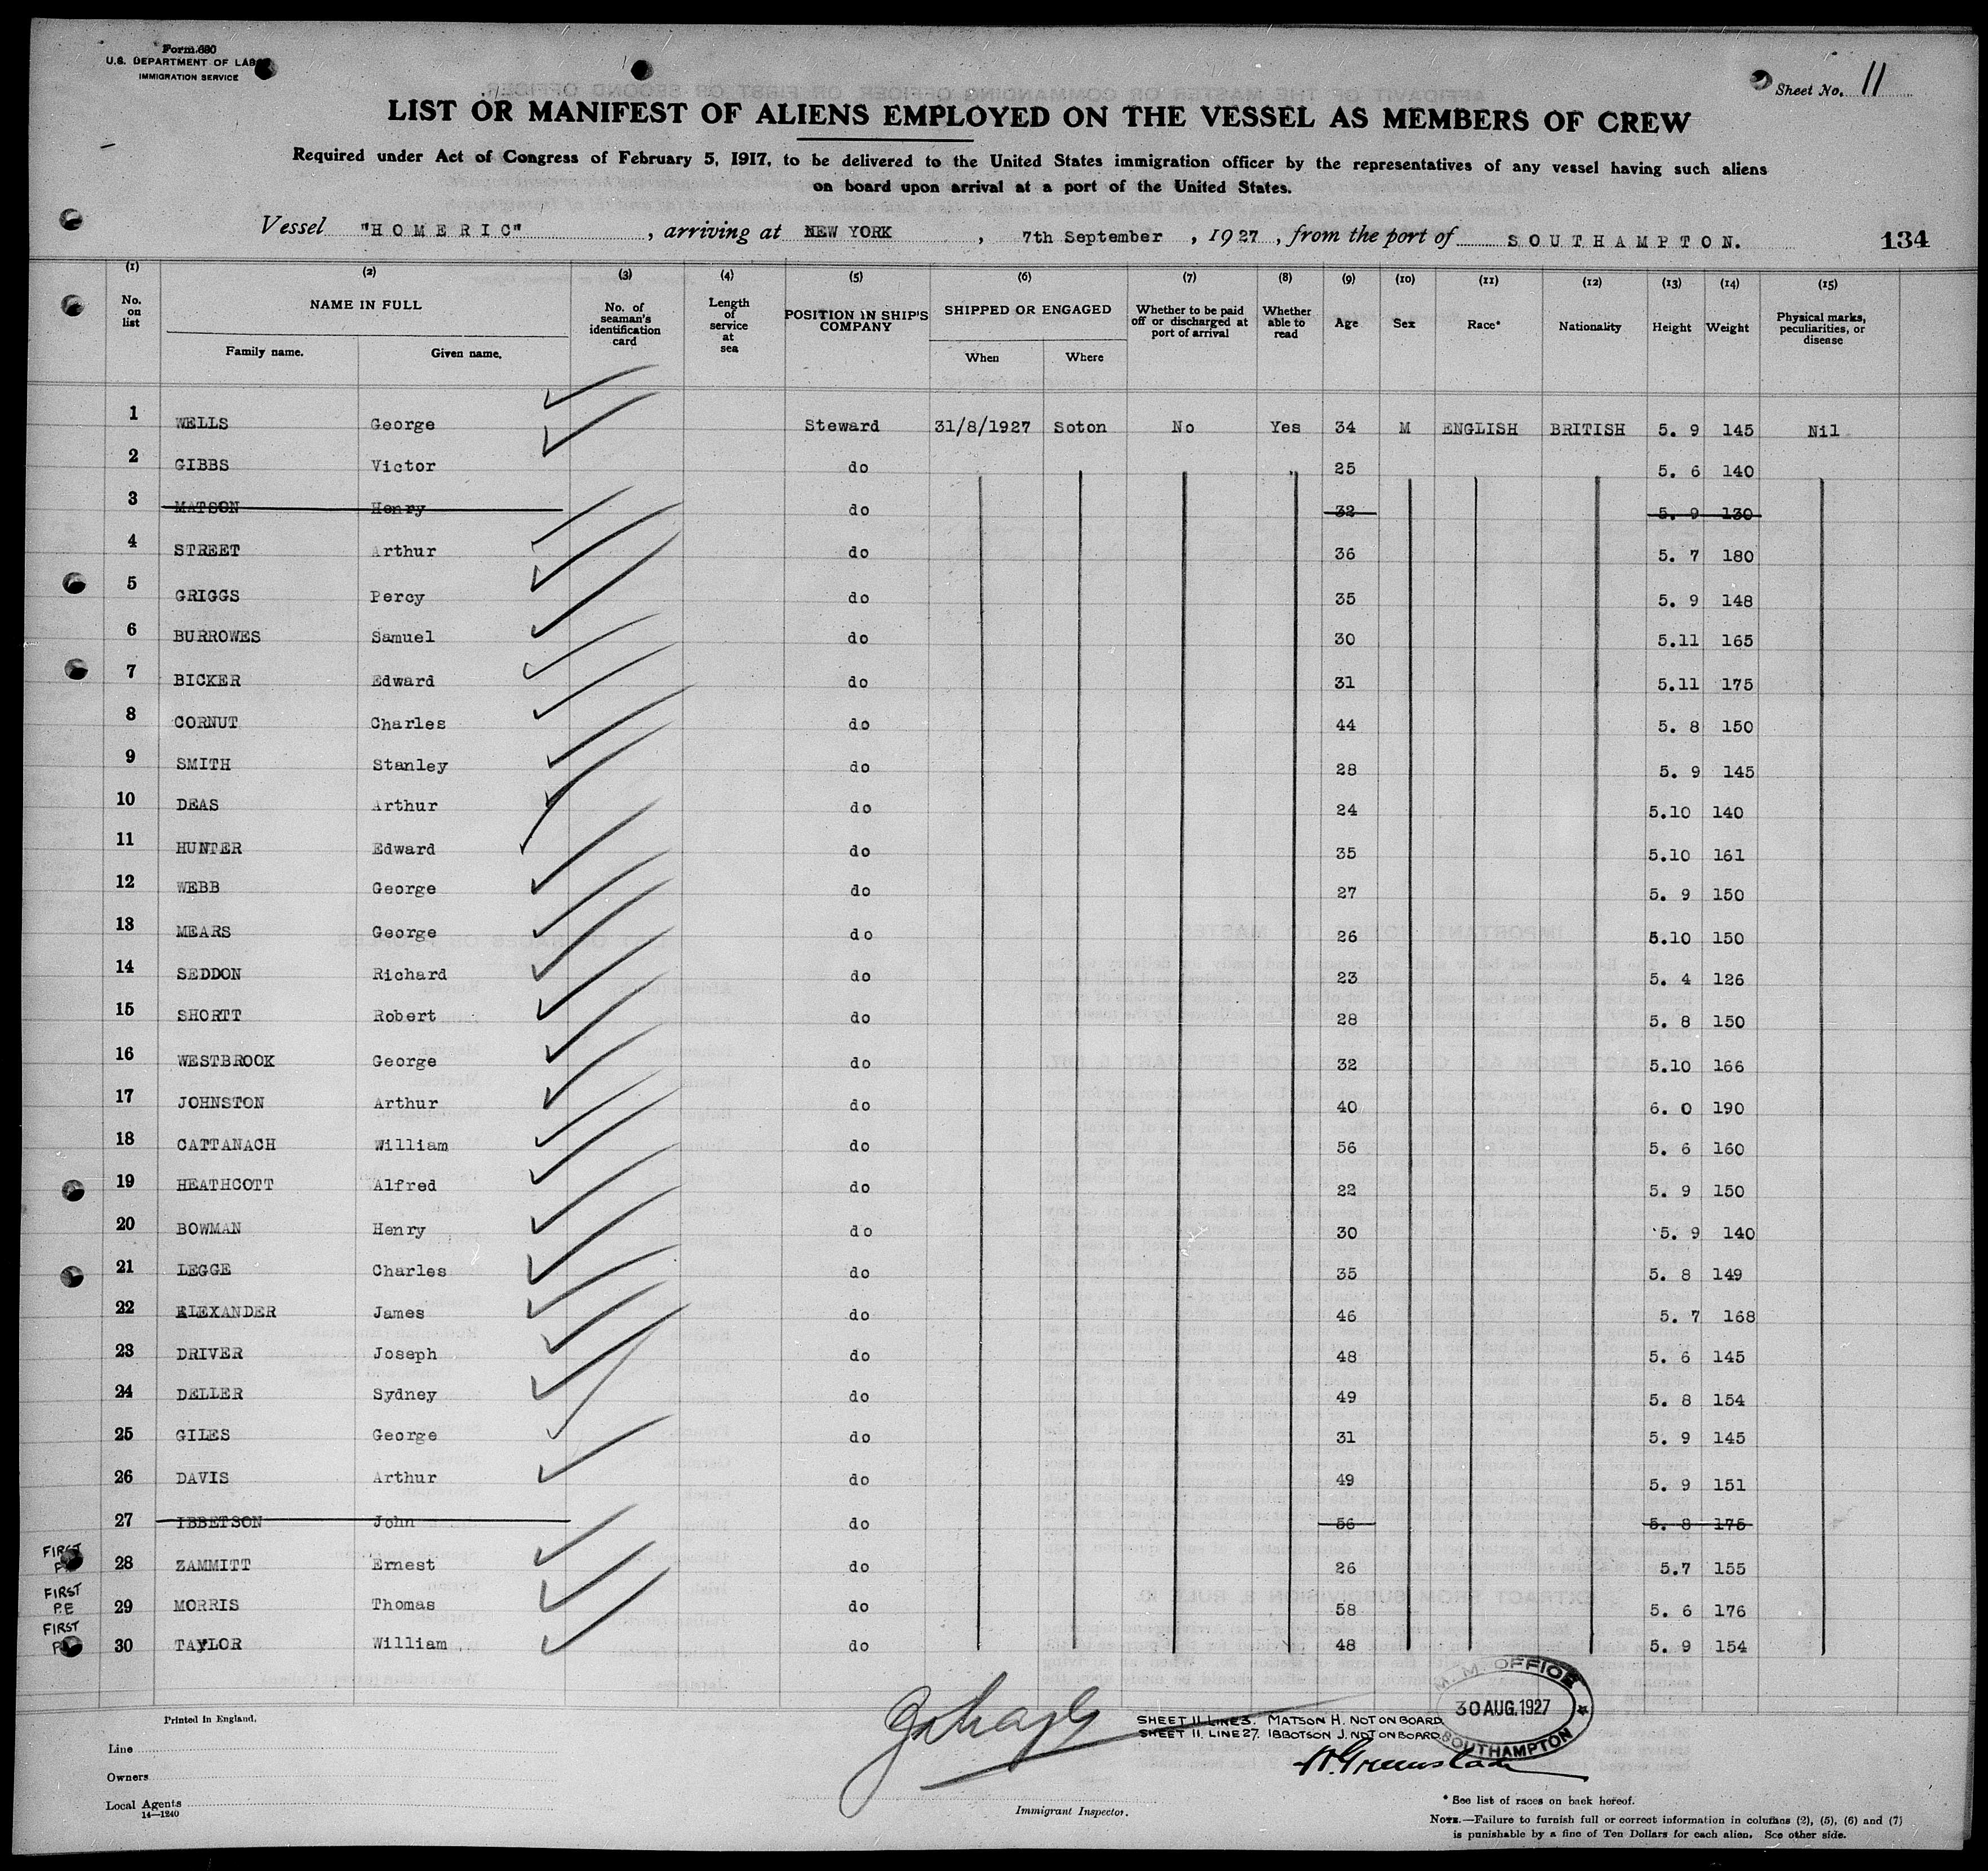 Form 680
U.S. DEPARTMENT OF LABOR
IMMIGRATION SERVICE
Sheet No. 11
LIST OR MANIFEST OF ALIENS EMPLOYED ON THE VESSEL AS MEMBERS OF CREW
Required under Act of Congress of February 5, 1917, to be delivered to the United States immigration officer by the representatives of any vessel having such aliens
on board upon arrival at a port of the United States.
Vessel "HOMERIC", arriving at NEW YORK, 7th September, 1927, from the port of SOUTHAMPTON. 134
(1) (2) (3) (4) (5) (6) (7) (8) (9) (10) (11) (12) (13) (14) (15)
No. on list NAME IN FULL Family name. Given name. No. of seaman's identification card Length of service at sea POSITION IN SHIP'S COMPANY SHIPPED OR ENGAGED When Where Whether to be paid off or discharged at port of arrival Whether able to read Age Sex Race* Nationality Height Weight Physical marks, peculiarities, or disease
1 WELLS George Steward 31/8/1927 Soton No Yes 34 M ENGLISH BRITISH 5. 9 145 Nil
2 GIBBS Victor do 25 5. 6 140
3 MATSON Henry do 32 5. 9 130
4 STREET Arthur do 36 5. 7 180
5 GRIGGS Percy do 35 5. 9 148
6 BURROWES Samuel do 30 5.11 165
7 BICKER Edward do 31 5.11 175
8 CORNUT Charles do 44 5. 8 150
9 SMITH Stanley do 28 5. 9 145
10 DEAS Arthur do 24 5.10 140
11 HUNTER Edward do 35 5.10 161
12 WEBB George do 27 5. 9 150
13 MEARS George do 26 5.10 150
14 SEDDON Richard do 23 5. 4 126
15 SHORTT Robert do 28 5. 8 150
16 WESTBROOK George do 32 5.10 166
17 JOHNSTON Arthur do 40 6. 0 190
18 CATTANACH William do 56 5. 6 160
19 HEATHCOTT Alfred do 22 5. 9 150
20 BOWMAN Henry do 30 5. 9 140
21 LEGGE Charles do 35 5. 8 149
22 ALEXANDER James do 46 5. 7 168
23 DRIVER Joseph do 48 5. 6 145
24 DELLER Sydney do 49 5. 8 154
25 GILES George do 31 5. 9 145
26 DAVIS Arthur do 49 5. 9 151
27 IBBETSON John do 56 5. 8 175
FIRST 28 ZAMMITT Ernest do 26 5.7 155
FIRST P.E 29 MORRIS Thomas do 58 5. 6 176
FIRST 30 TAYLOR William do 48 5. 9 154
M.M. OFFICE
30 AUG. 1927
SOUTHAMPTON
Printed in England.
SHEET 11 LINE 3. MATSON H. NOT ON BOARD.
SHEET 11. LINE 27. IBBOTSON J. NOT ON BOARD.
Line
Owners
Local Agents
14—1240
Immigrant Inspector.
* See list of races on back hereof.
NOTE.—Failure to furnish full or correct information in columns (2), (5), (6) and (7)
is punishable by a fine of Ten Dollars for each alien. See other side.